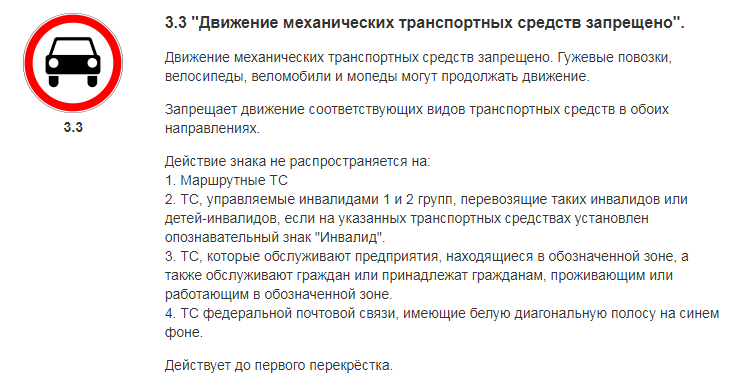 3.3 "Движение механических транспортных средств запрещено".
Движение механических транспортных средств запрещено. Гужевые повозки,
велосипеды, веломобили и мопеды могут продолжать движение.
3.3
Запрещает движение соответствующих видов транспортных средств в обоих
направлениях.
Действие знака не распространяется на:
1. Маршрутные ТС
2. ТС, управляемые инвалидами 1 и 2 групп, перевозящие таких инвалидов или
детей-инвалидов, если на указанных транспортных средствах установлен
опознавательный знак "Инвалид".
3. ТС, которые обслуживают предприятия, находящиеся в обозначенной зоне, а
также обслуживают граждан или принадлежат гражданам, проживающим или
работающим в обозначенной зоне.
4. ТС федеральной почтовой связи, имеющие белую диагональную полосу на синем
фоне.
Действует до первого перекрёстка.